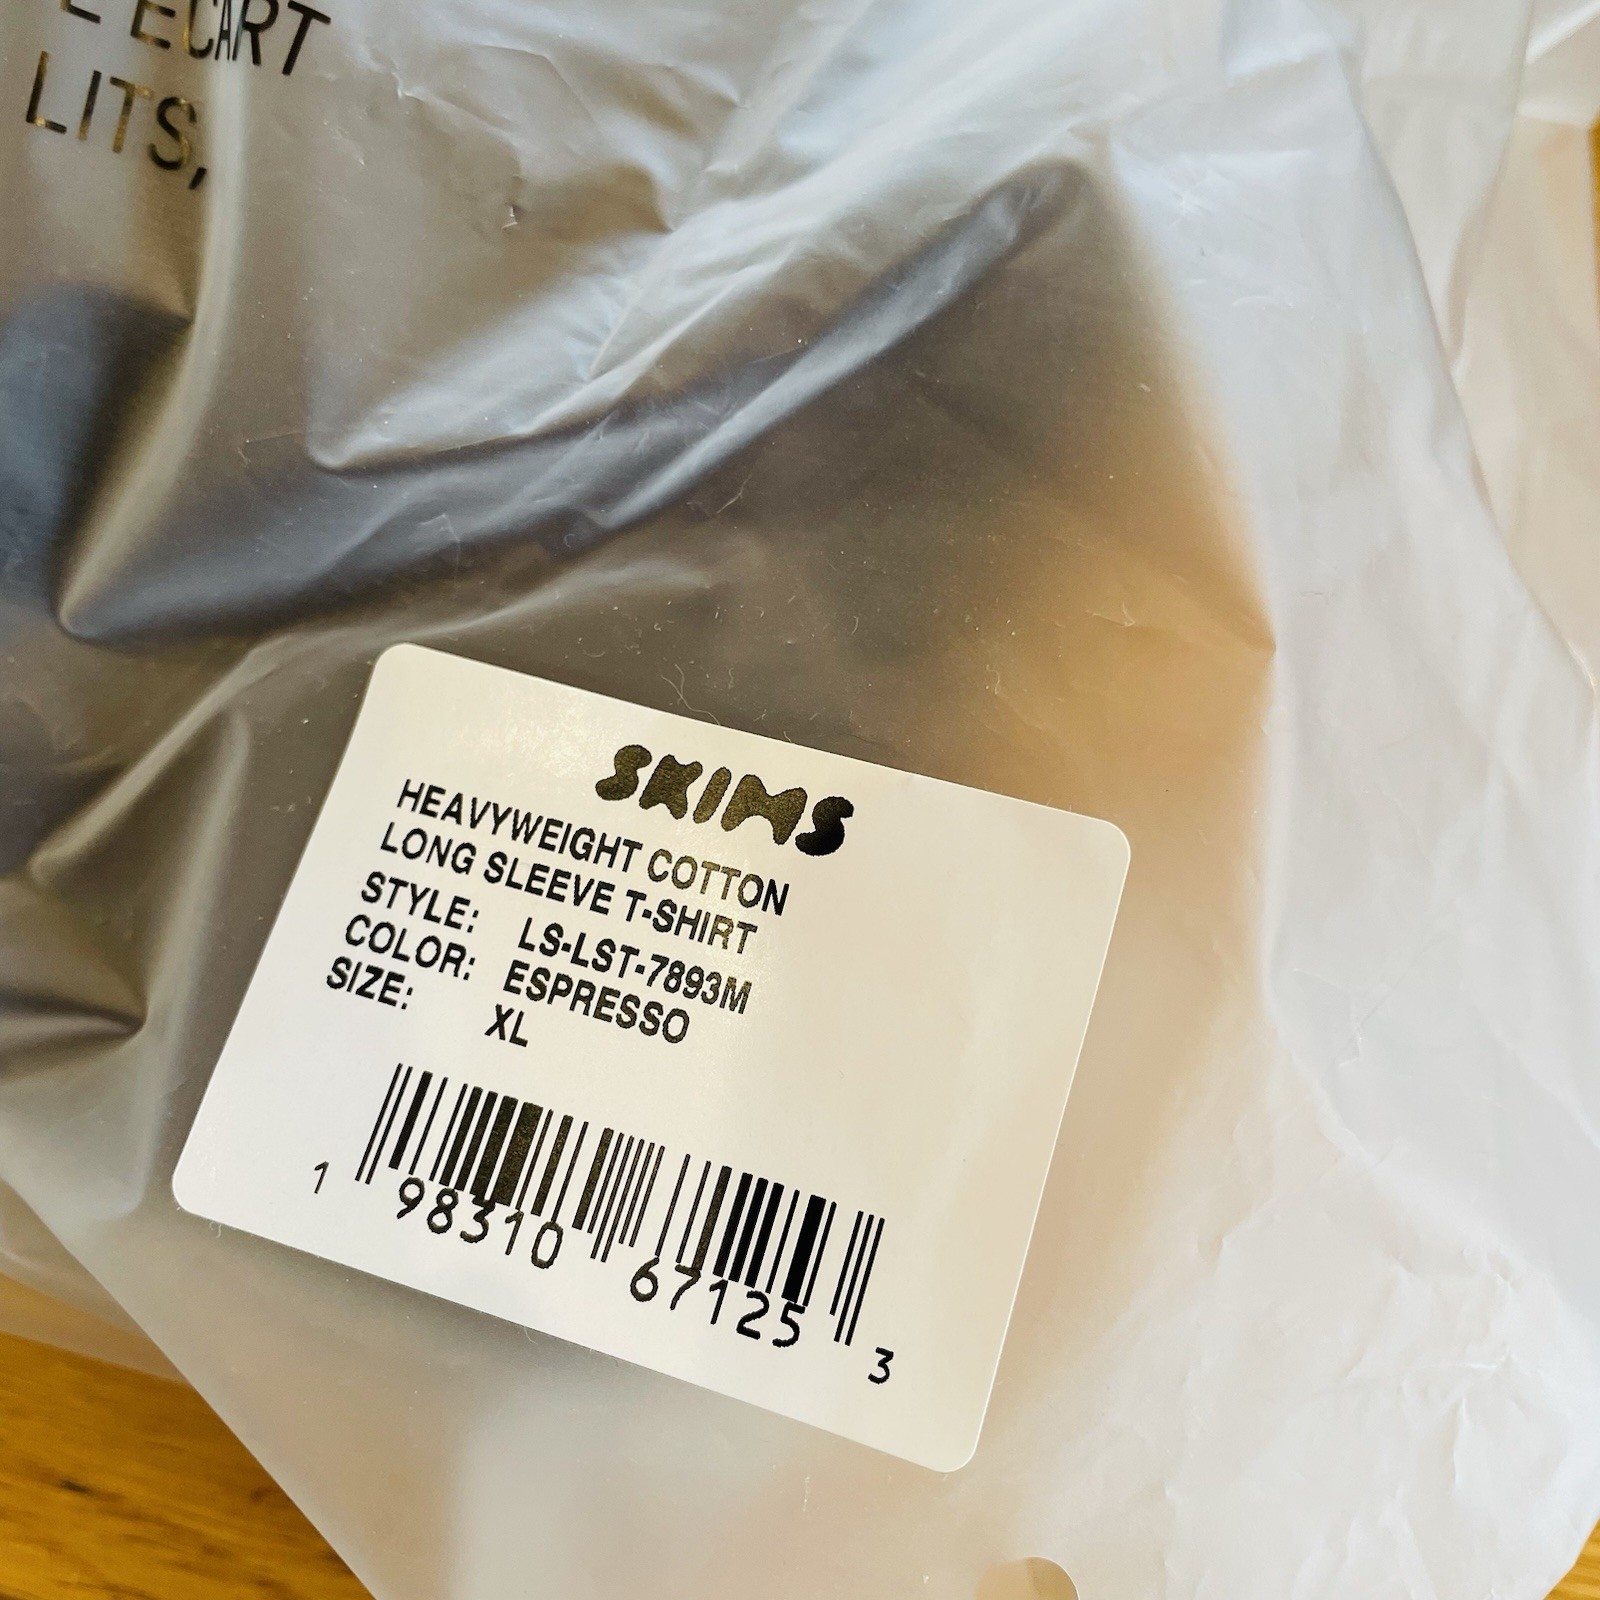 ECART
LITS,
SKIMS
HEAVYWEIGHT COTTON
LONG SLEEVE T-SHIRT
STYLE: LS-LST-7893M
COLOR: ESPRESSO
SIZE: XL
1 98310 67125 3